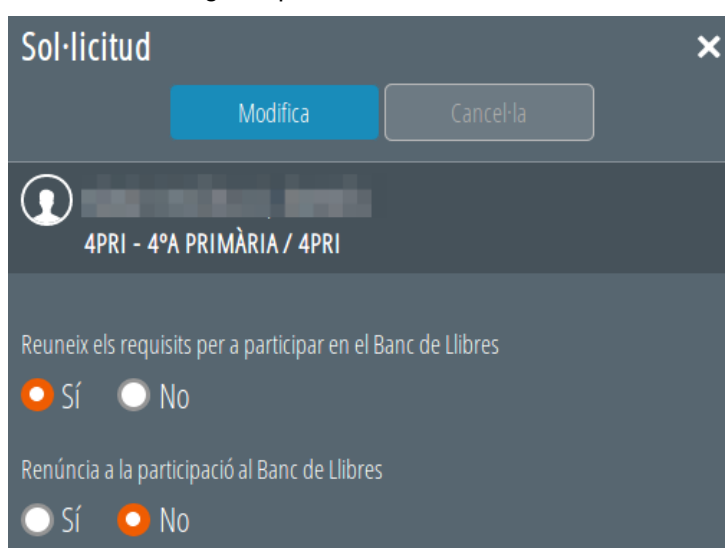 Sol·licitud
Modifica
Cancel·la
4PRI - 4ºA PRIMÀRIA / 4PRI
Reuneix els requisits per a participar en el Banc de Llibres
Sí
No
Renúncia a la participació al Banc de Llibres
Sí
No